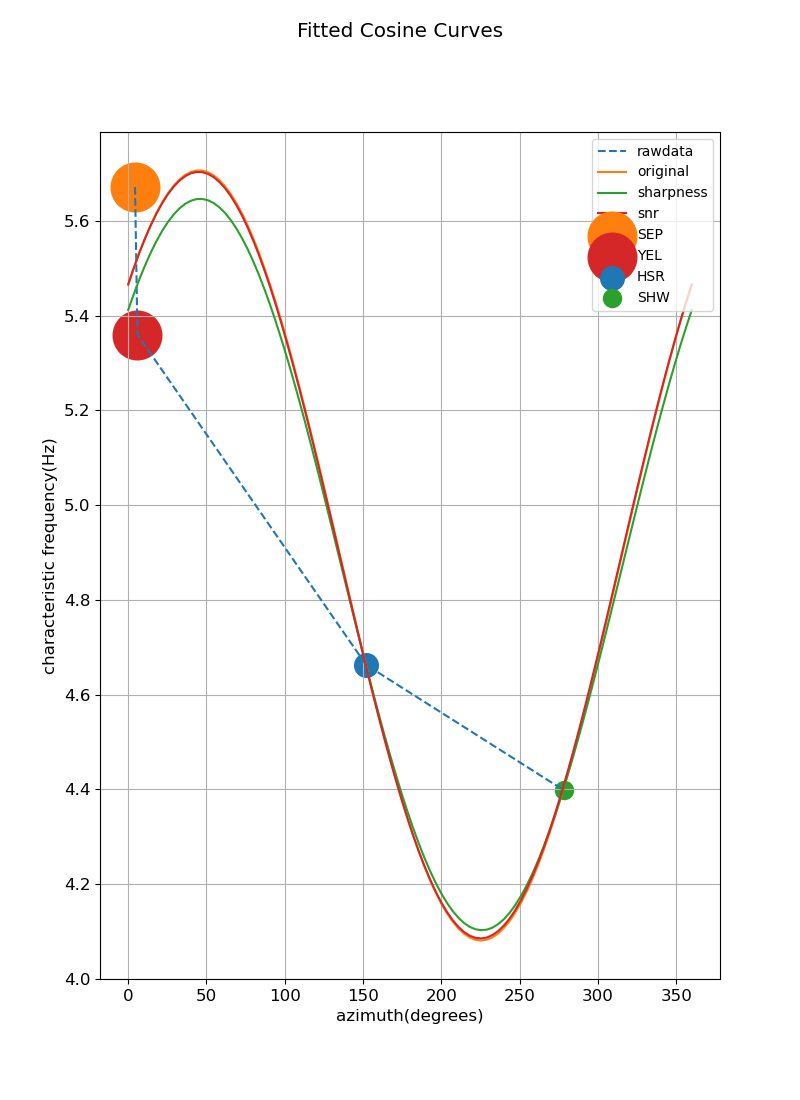 Fitted Cosine Curves
rawdata
original
sharpness
snr
SEP
YEL
HSR
SHW
characteristic frequency(Hz)
5.6
5.4
5.2
5.0
4.8
4.6
4.4
4.2
4.0
0 50 100 150 200 250 300 350
azimuth(degrees)